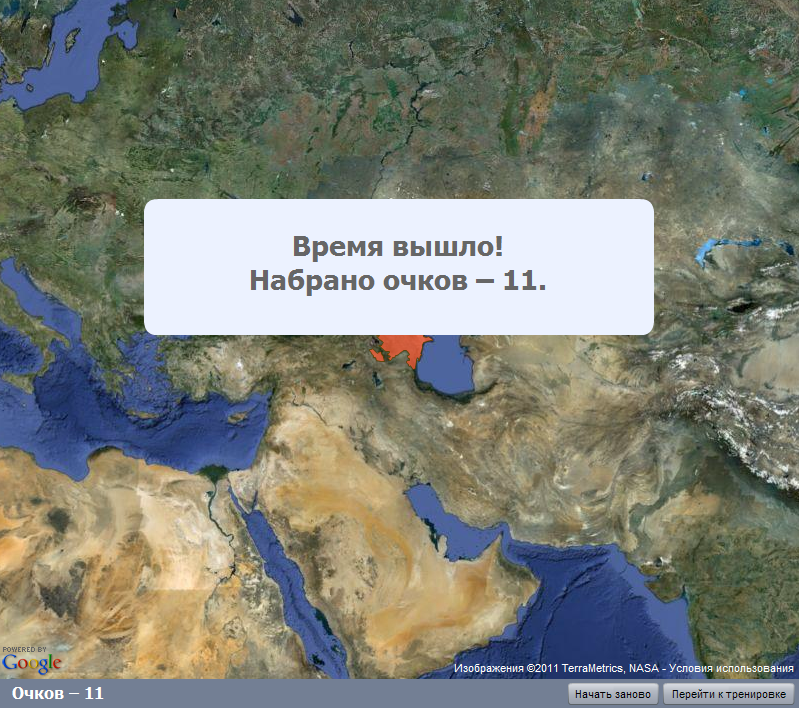 Время вышло!
Набрано очков – 11.
POWERED BY
Google
Изображения ©2011 TerraMetrics, NASA - Условия использования
Очков – 11
Начать заново
Перейти к тренировке